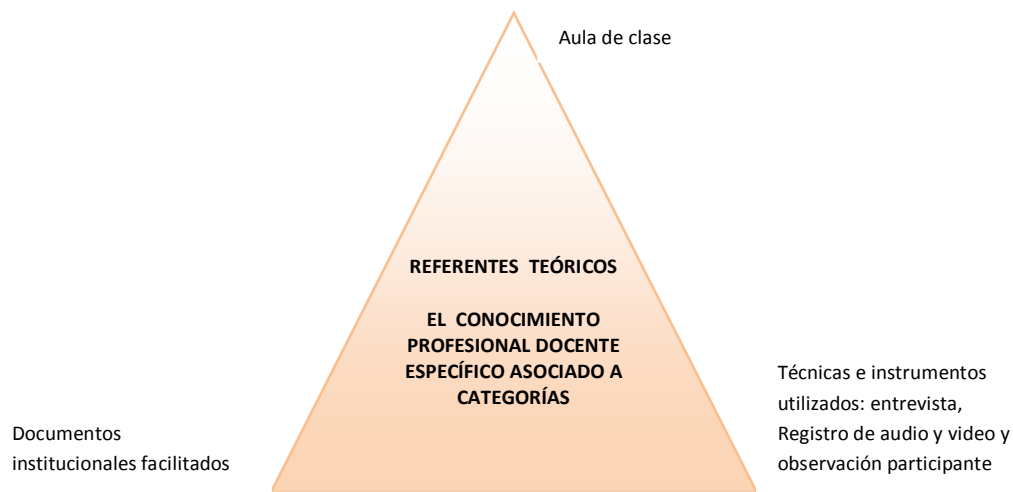 Aula de clase
REFERENTES TEÓRICOS
EL CONOCIMIENTO
PROFESIONAL DOCENTE
ESPECÍFICO ASOCIADO A
CATEGORÍAS
Documentos
institucionales facilitados
Técnicas e instrumentos
utilizados: entrevista,
Registro de audio y video y
observación participante